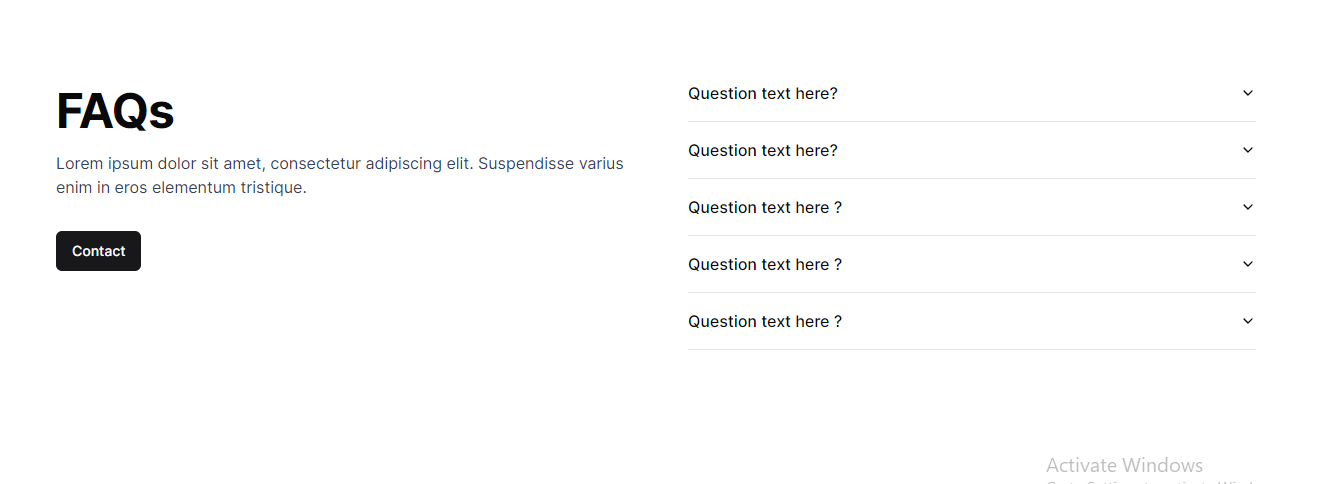 FAQs
Lorem ipsum dolor sit amet, consectetur adipiscing elit. Suspendisse varius
enim in eros elementum tristique.
Contact
Question text here?
Question text here?
Question text here ?
Question text here ?
Question text here ?
Activate Windows